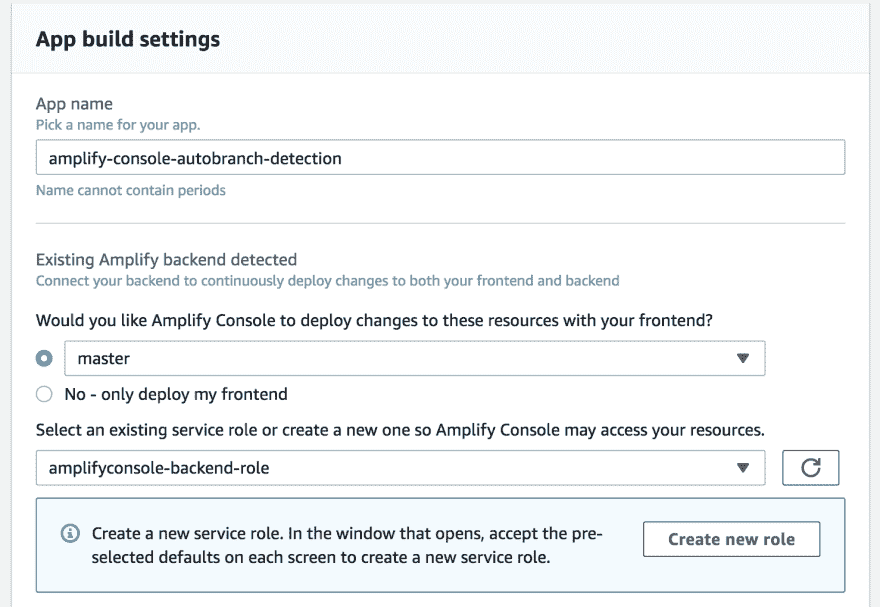 App build settings
App name
Pick a name for your app.
amplify-console-autobranch-detection
Name cannot contain periods
Existing Amplify backend detected
Connect your backend to continuously deploy changes to both your frontend and backend
Would you like Amplify Console to deploy changes to these resources with your frontend?
master
No - only deploy my frontend
Select an existing service role or create a new one so Amplify Console may access your resources.
amplifyconsole-backend-role
Create a new service role. In the window that opens, accept the pre-
selected defaults on each screen to create a new service role.
Create new role